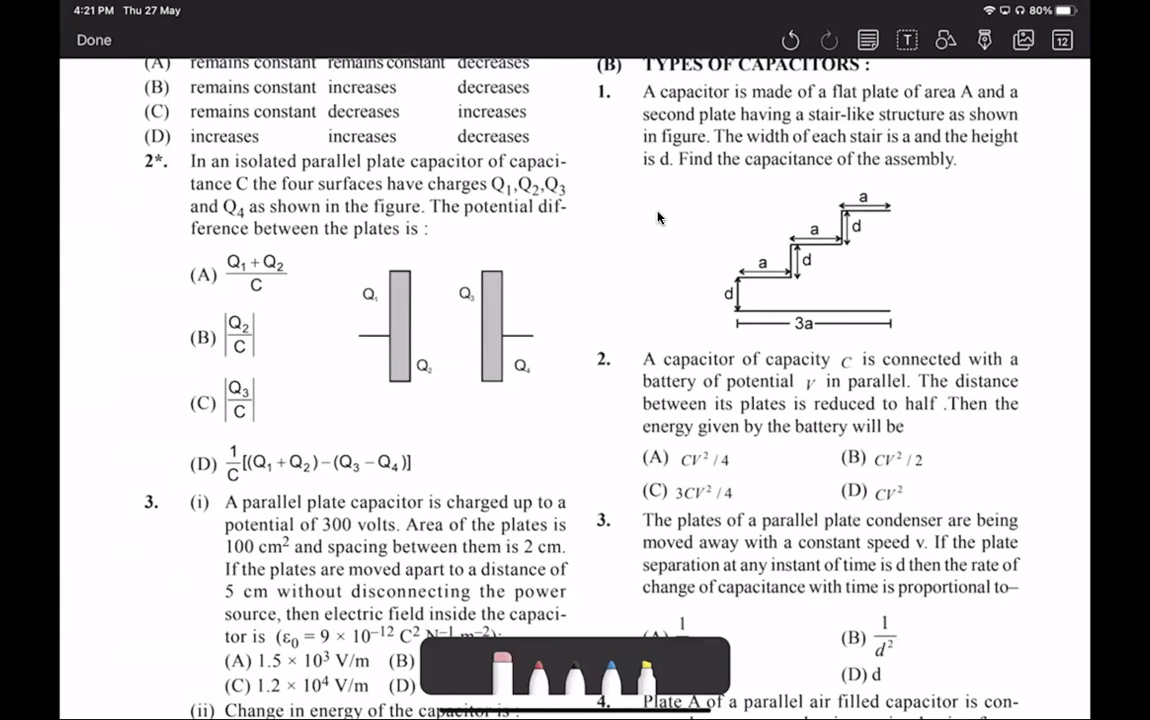 4:21 PM Thu 27 May
80%
Done
T
12
(A) remains constant remains constant decreases
(B) remains constant increases decreases
(C) remains constant decreases increases
(D) increases increases decreases
2*. In an isolated parallel plate capacitor of capaci-
tance C the four surfaces have charges Q₁,Q₂,Q₃
and Q₄ as shown in the figure. The potential dif-
ference between the plates is :
(A) Q₁ + Q₂ / C
(B) |Q₂ / C|
(C) |Q₃ / C|
(D) 1/C [(Q₁ + Q₂) – (Q₃ – Q₄)]
Q₁
Q₃
Q₂
Q₄
3. (i) A parallel plate capacitor is charged up to a
potential of 300 volts. Area of the plates is
100 cm² and spacing between them is 2 cm.
If the plates are moved apart to a distance of
5 cm without disconnecting the power
source, then electric field inside the capaci-
tor is (ε₀ = 9 × 10⁻¹² C² N⁻¹ m⁻²):
(A) 1.5 × 10³ V/m (B)
(C) 1.2 × 10⁴ V/m (D)
(ii) Change in energy of the capacitor is :
(B) TYPES OF CAPACITORS :
1. A capacitor is made of a flat plate of area A and a
second plate having a stair-like structure as shown
in figure. The width of each stair is a and the height
is d. Find the capacitance of the assembly.
a
a d
a d
d
3a
2. A capacitor of capacity C is connected with a
battery of potential V in parallel. The distance
between its plates is reduced to half .Then the
energy given by the battery will be
(A) CV² / 4 (B) CV² / 2
(C) 3CV² / 4 (D) CV²
3. The plates of a parallel plate condenser are being
moved away with a constant speed v. If the plate
separation at any instant of time is d then the rate of
change of capacitance with time is proportional to–
(A) 1 (B) 1 / d²
(D) d
4. Plate A of a parallel air filled capacitor is con-